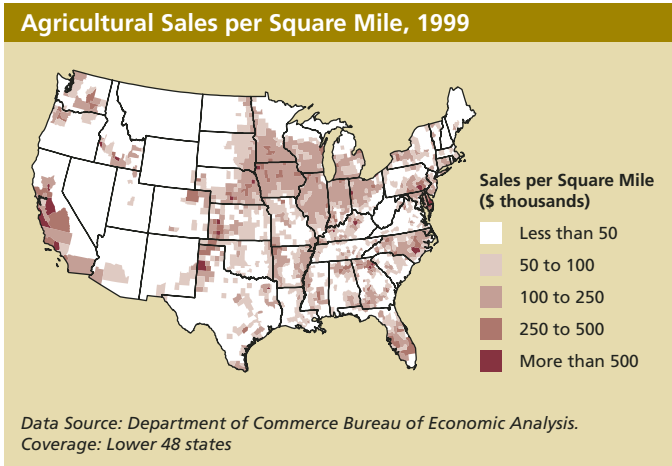 Agricultural Sales per Square Mile, 1999
Sales per Square Mile
($ thousands)
Less than 50
50 to 100
100 to 250
250 to 500
More than 500
Data Source: Department of Commerce Bureau of Economic Analysis.
Coverage: Lower 48 states